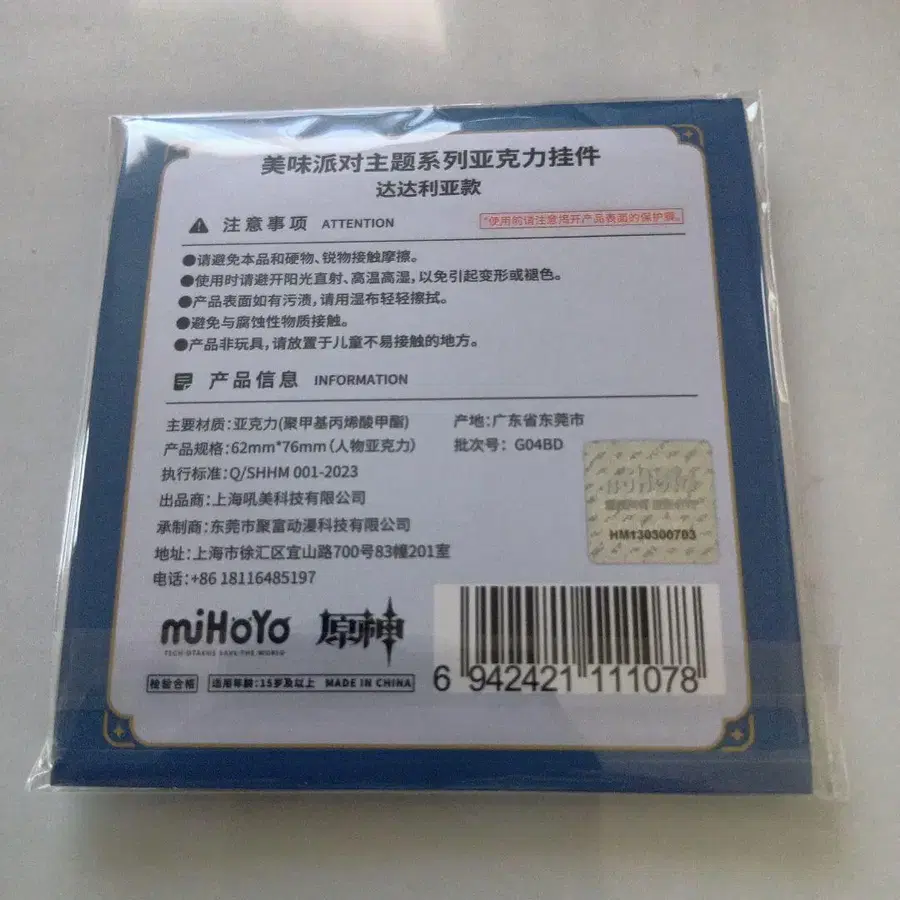 美味派对主题系列亚克力挂件
达达利亚款
注意事项 ATTENTION
*使用前请注意揭开产品表面的保护膜。
●请避免本品和硬物、锐物接触摩擦。
●使用时请避开阳光直射、高温高湿,以免引起变形或褪色。
●产品表面如有污渍,请用湿布轻轻擦拭。
●避免与腐蚀性物质接触。
●产品非玩具,请放置于儿童不易接触的地方。
产品信息 INFORMATION
主要材质:亚克力(聚甲基丙烯酸甲酯) 产地:广东省东莞市
产品规格:62mm*76mm(人物亚克力) 批次号:G04BD
执行标准:Q/SHHM 001-2023
出品商:上海吼美科技有限公司
承制商:东莞市聚富动漫科技有限公司
地址:上海市徐汇区宜山路700号83幢201室
电话:+86 18116485197
miHoYo
HM130300703
miHoYo 原神
TECH OTAKUS SAVE THE WORLD
检验合格 适用年龄:15岁及以上 MADE IN CHINA
6 942421 111078